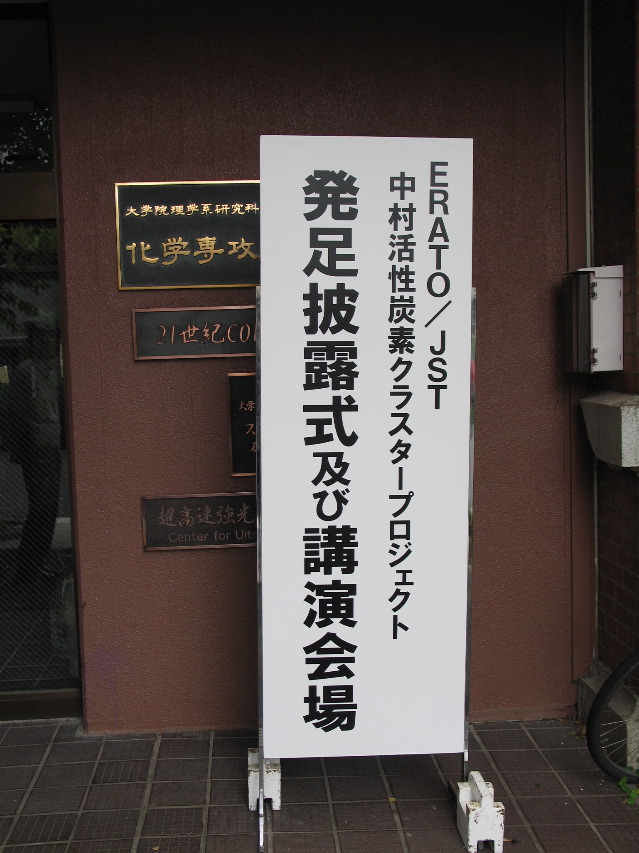 ERATO/JST
中村活性炭素クラスタープロジェクト
発足披露式及び講演会場
大学院理学系研究科
化学専攻
21世紀CO
超高速強光
Center for Ult